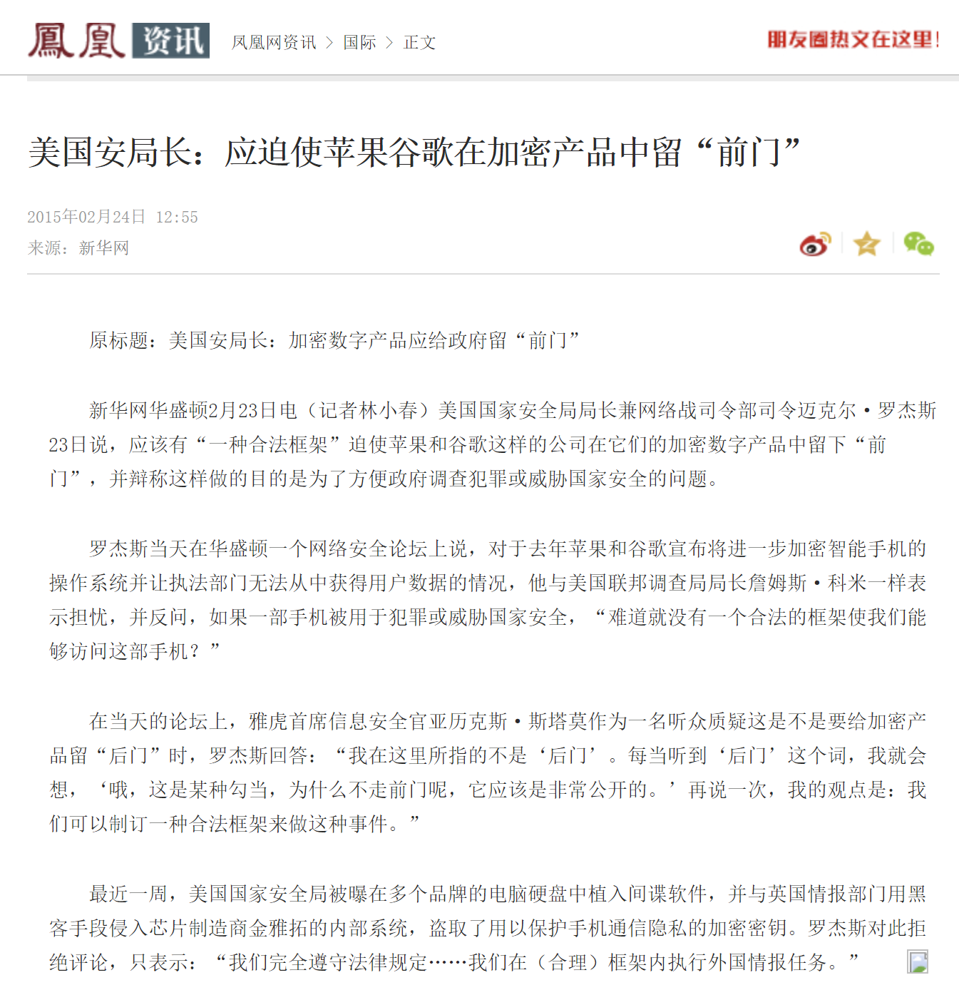 鳳凰 资讯 凤凰网资讯 > 国际 > 正文
朋友圈热文在这里！
美国安局长：应迫使苹果谷歌在加密产品中留“前门”
2015年02月24日 12:55
来源：新华网
原标题：美国安局长：加密数字产品应给政府留“前门”
新华网华盛顿2月23日电（记者林小春）美国国家安全局局长兼网络战司令部司令迈克尔·罗杰斯
23日说，应该有“一种合法框架”迫使苹果和谷歌这样的公司在它们的加密数字产品中留下“前
门”，并辩称这样做的目的是为了方便政府调查犯罪或威胁国家安全的问题。
罗杰斯当天在华盛顿一个网络安全论坛上说，对于去年苹果和谷歌宣布将进一步加密智能手机的
操作系统并让执法部门无法从中获得用户数据的情况，他与美国联邦调查局局长詹姆斯·科米一样表
示担忧，并反问，如果一部手机被用于犯罪或威胁国家安全，“难道就没有一个合法的框架使我们能
够访问这部手机？”
在当天的论坛上，雅虎首席信息安全官亚历克斯·斯塔莫作为一名听众质疑这是不是要给加密产
品留“后门”时，罗杰斯回答：“我在这里所指的不是‘后门’。每当听到‘后门’这个词，我就会
想，‘哦，这是某种勾当，为什么不走前门呢，它应该是非常公开的。’再说一次，我的观点是：我
们可以制订一种合法框架来做这种事件。”
最近一周，美国国家安全局被曝在多个品牌的电脑硬盘中植入间谍软件，并与英国情报部门用黑
客手段侵入芯片制造商金雅拓的内部系统，盗取了用以保护手机通信隐私的加密密钥。罗杰斯对此拒
绝评论，只表示：“我们完全遵守法律规定……我们在（合理）框架内执行外国情报任务。”